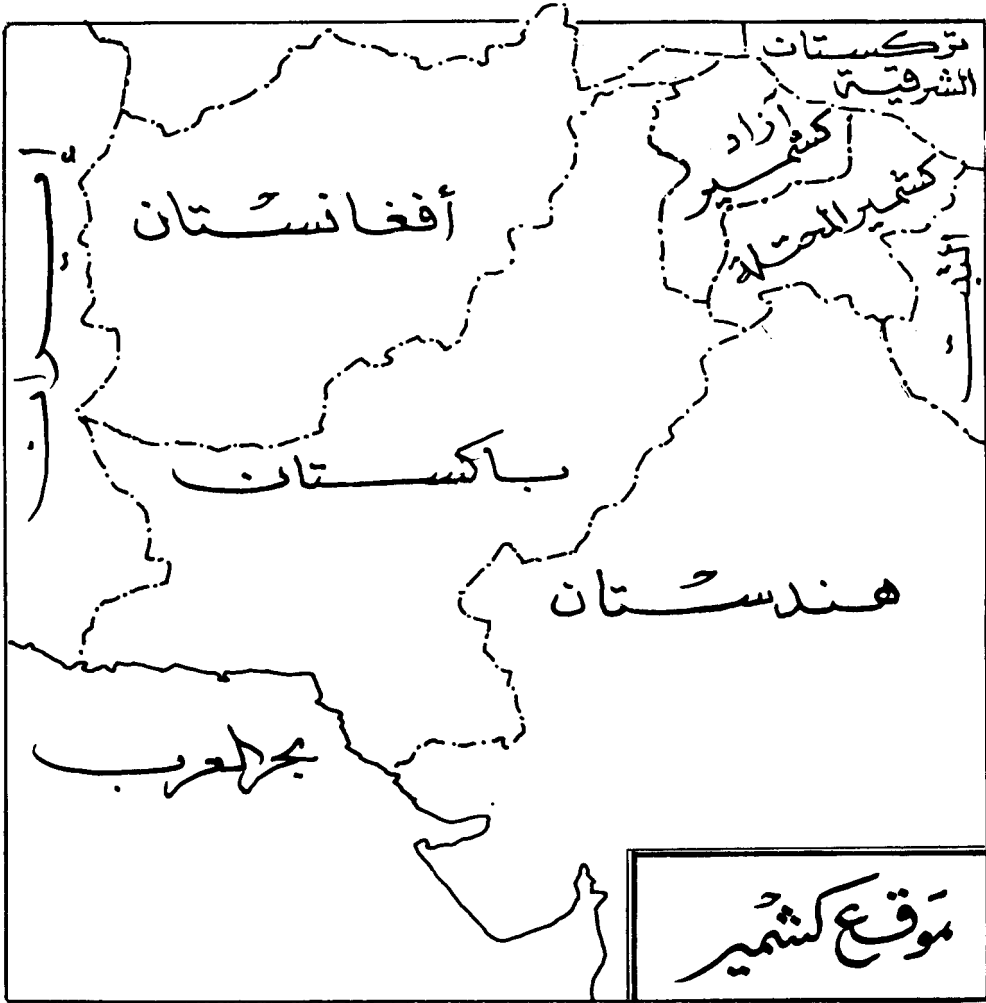 تركستان
الشرقية
آزاد
كشمير
كشمير المحتلة
أفغانستان
باكستان
هندستان
بحر العرب
موقع كشمير